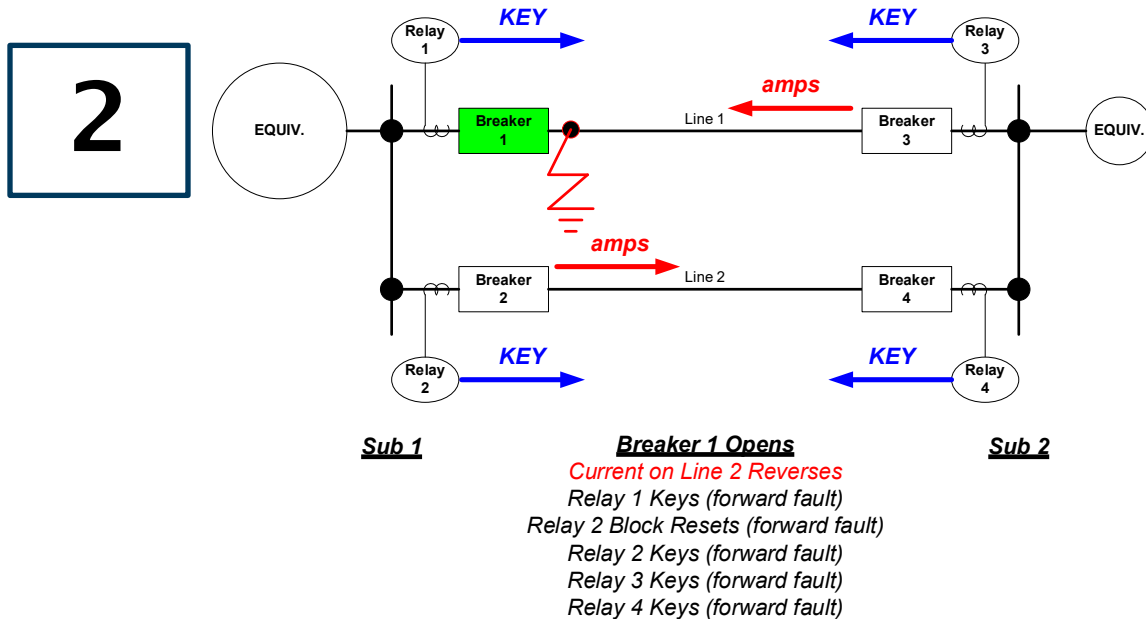 2
KEY
KEY
Relay
1
Relay
3
amps
EQUIV.
Breaker
1
Line 1
Breaker
3
EQUIV.
amps
Breaker
2
Line 2
Breaker
4
KEY
KEY
Relay
2
Relay
4
Sub 1
Breaker 1 Opens
Sub 2
Current on Line 2 Reverses
Relay 1 Keys (forward fault)
Relay 2 Block Resets (forward fault)
Relay 2 Keys (forward fault)
Relay 3 Keys (forward fault)
Relay 4 Keys (forward fault)